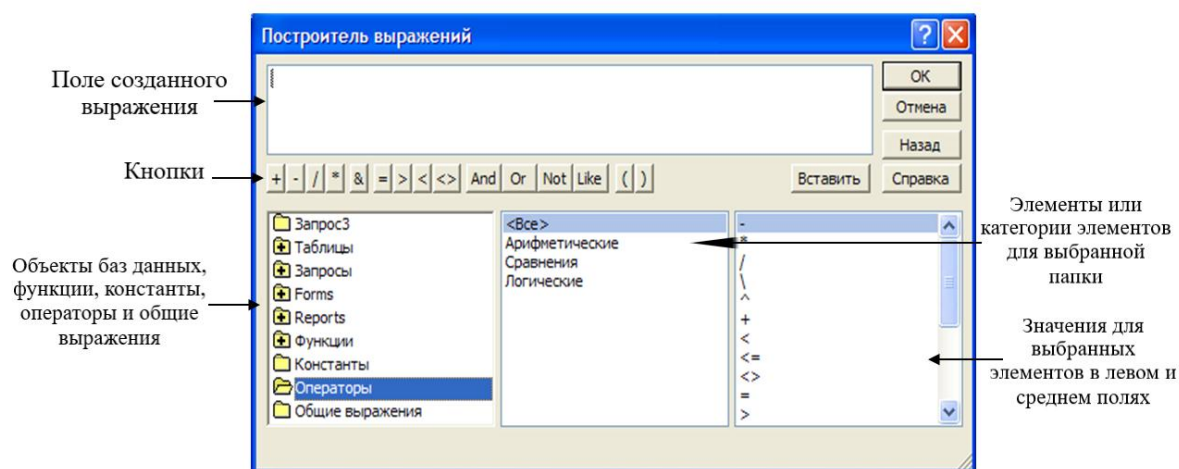 Построитель выражений
Поле созданного
выражения
OK
Отмена
Назад
Кнопки
+ - / * & = > < <> And Or Not Like ( )
Вставить
Справка
Объекты баз данных,
функции, константы,
операторы и общие
выражения
Запрос3
Таблицы
Запросы
Forms
Reports
Функции
Константы
Операторы
Общие выражения
<Все>
Арифметические
Сравнения
Логические
-
*
/
\
^
+
<
<=
<>
=
>
Элементы или
категории элементов
для выбранной
папки
Значения для
выбранных
элементов в левом и
среднем полях